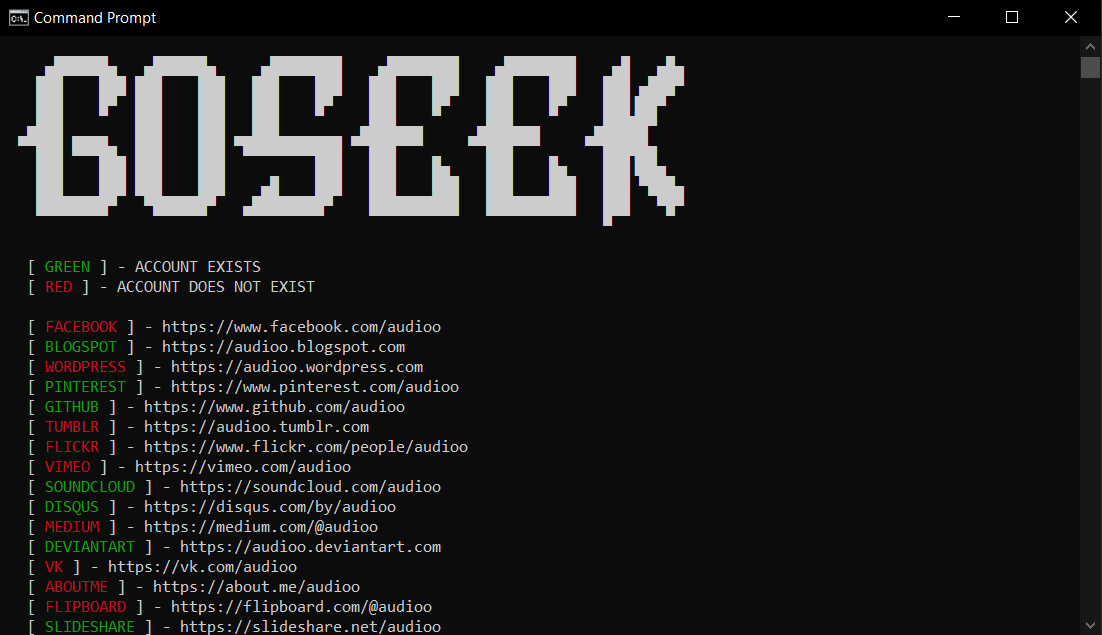 Command Prompt
GOSEEK
[ GREEN ] - ACCOUNT EXISTS
[ RED ] - ACCOUNT DOES NOT EXIST
[ FACEBOOK ] - https://www.facebook.com/audioo
[ BLOGSPOT ] - https://audioo.blogspot.com
[ WORDPRESS ] - https://audioo.wordpress.com
[ PINTEREST ] - https://www.pinterest.com/audioo
[ GITHUB ] - https://www.github.com/audioo
[ TUMBLR ] - https://audioo.tumblr.com
[ FLICKR ] - https://www.flickr.com/people/audioo
[ VIMEO ] - https://vimeo.com/audioo
[ SOUNDCLOUD ] - https://soundcloud.com/audioo
[ DISQUS ] - https://disqus.com/by/audioo
[ MEDIUM ] - https://medium.com/@audioo
[ DEVIANTART ] - https://audioo.deviantart.com
[ VK ] - https://vk.com/audioo
[ ABOUTME ] - https://about.me/audioo
[ FLIPBOARD ] - https://flipboard.com/@audioo
[ SLIDESHARE ] - https://slideshare.net/audioo